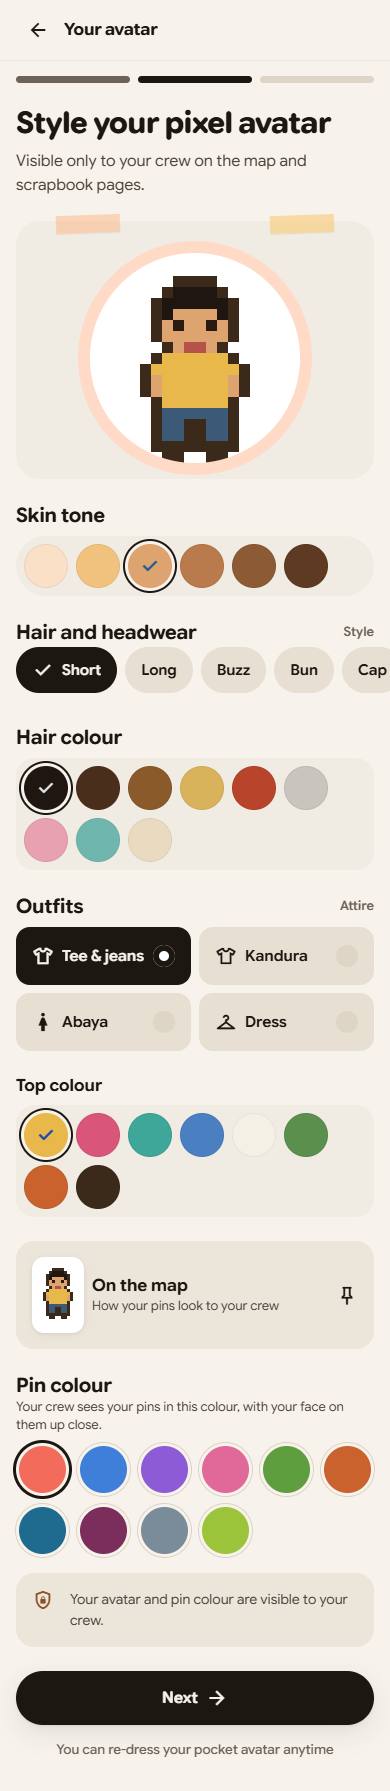 Your avatar
Style your pixel avatar
Visible only to your crew on the map and
scrapbook pages.
Skin tone
Hair and headwear
Style
Short
Long
Buzz
Bun
Cap
Hair colour
Outfits
Attire
Tee & jeans
Kandura
Abaya
Dress
Top colour
On the map
How your pins look to your crew
Pin colour
Your crew sees your pins in this colour, with your face on
them up close.
Your avatar and pin colour are visible to your
crew.
Next
You can re-dress your pocket avatar anytime